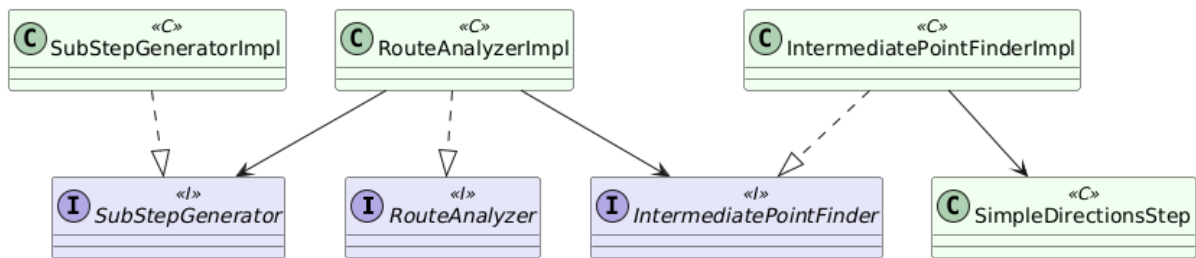 «C»
C SubStepGeneratorImpl
«C»
C RouteAnalyzerImpl
«C»
C IntermediatePointFinderImpl
«I»
I SubStepGenerator
«I»
I RouteAnalyzer
«I»
I IntermediatePointFinder
«C»
C SimpleDirectionsStep